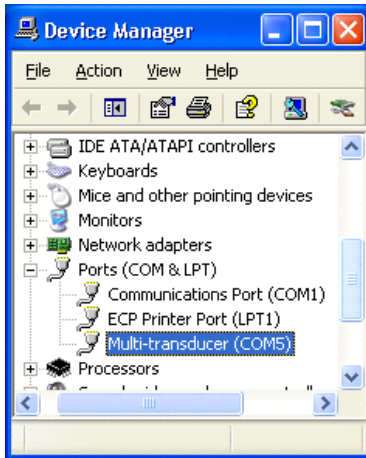 Device Manager
File Action View Help
IDE ATA/ATAPI controllers
Keyboards
Mice and other pointing devices
Monitors
Network adapters
Ports (COM & LPT)
Communications Port (COM1)
ECP Printer Port (LPT1)
Multi-transducer (COM5)
Processors